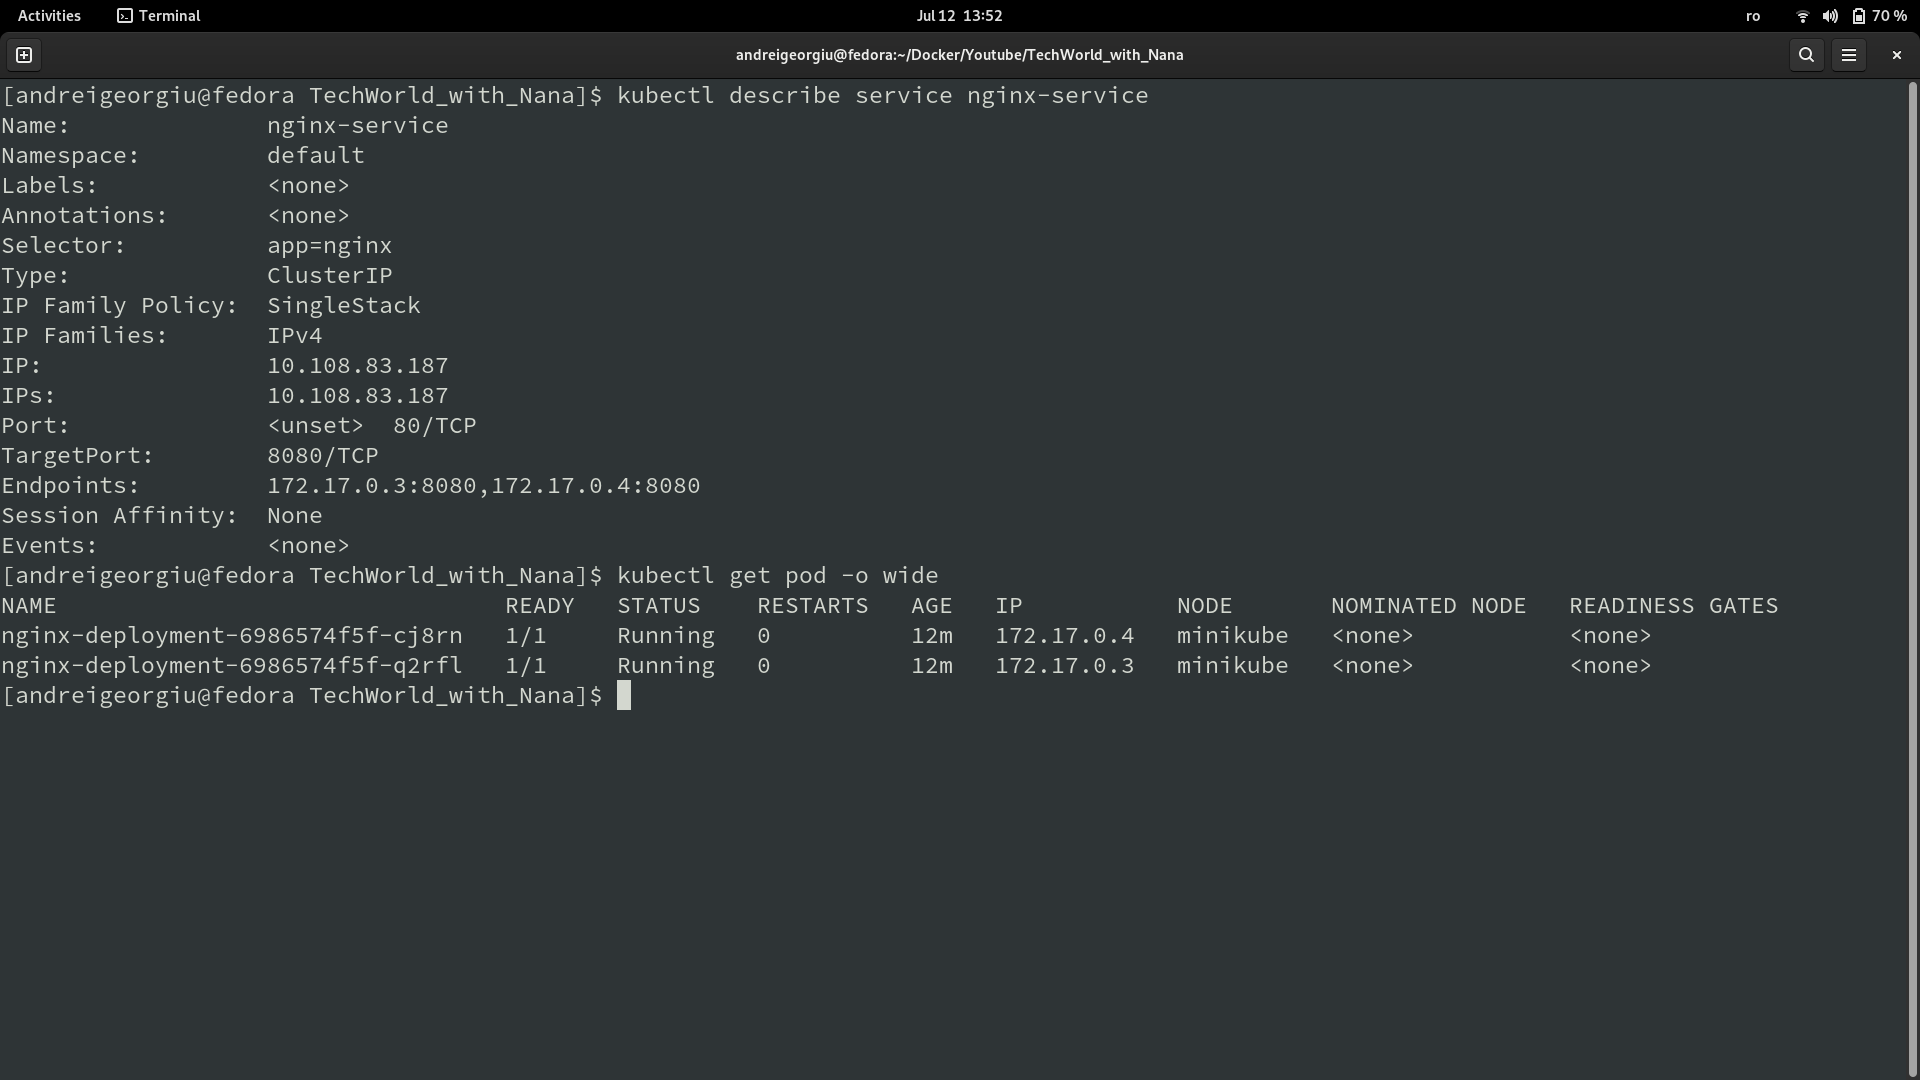 Activities Terminal Jul 12 13:52 ro 70 %
andreigeorgiu@fedora:~/Docker/Youtube/TechWorld_with_Nana
[andreigeorgiu@fedora TechWorld_with_Nana]$ kubectl describe service nginx-service
Name:              nginx-service
Namespace:         default
Labels:            <none>
Annotations:       <none>
Selector:          app=nginx
Type:              ClusterIP
IP Family Policy:  SingleStack
IP Families:       IPv4
IP:                10.108.83.187
IPs:               10.108.83.187
Port:              <unset>  80/TCP
TargetPort:        8080/TCP
Endpoints:         172.17.0.3:8080,172.17.0.4:8080
Session Affinity:  None
Events:            <none>
[andreigeorgiu@fedora TechWorld_with_Nana]$ kubectl get pod -o wide
NAME                                READY   STATUS    RESTARTS   AGE   IP           NODE       NOMINATED NODE   READINESS GATES
nginx-deployment-6986574f5f-cj8rn   1/1     Running   0          12m   172.17.0.4   minikube   <none>           <none>
nginx-deployment-6986574f5f-q2rfl   1/1     Running   0          12m   172.17.0.3   minikube   <none>           <none>
[andreigeorgiu@fedora TechWorld_with_Nana]$